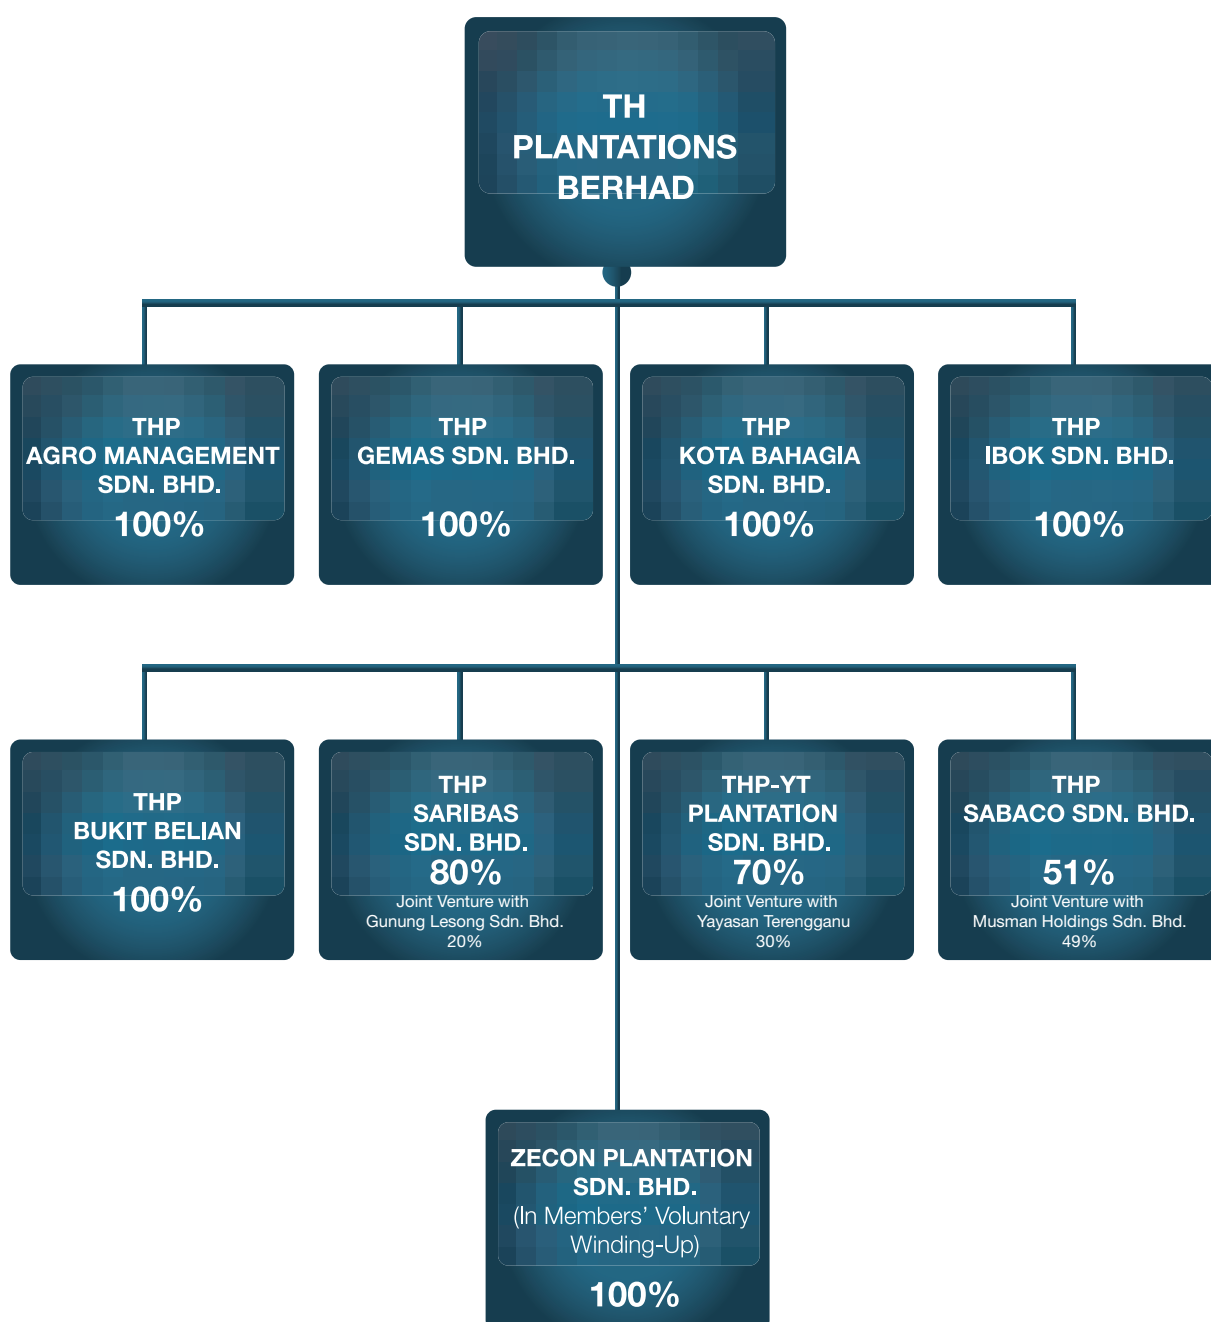 TH
PLANTATIONS
BERHAD
THP
AGRO MANAGEMENT
SDN. BHD.
100%
THP
GEMAS SDN. BHD.
100%
THP
KOTA BAHAGIA
SDN. BHD.
100%
THP
IBOK SDN. BHD.
100%
THP
BUKIT BELIAN
SDN. BHD.
100%
THP
SARIBAS
SDN. BHD.
80%
Joint Venture with
Gunung Lesong Sdn. Bhd.
20%
THP-YT
PLANTATION
SDN. BHD.
70%
Joint Venture with
Yayasan Terengganu
30%
THP
SABACO SDN. BHD.
51%
Joint Venture with
Musman Holdings Sdn. Bhd.
49%
ZECON PLANTATION
SDN. BHD.
(In Members’ Voluntary
Winding-Up)
100%